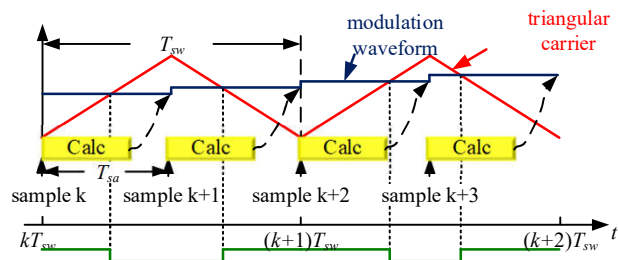 modulation
waveform
triangular
carrier
T_sw
Calc Calc Calc Calc
T_sa
sample k sample k+1 sample k+2 sample k+3
kT_sw (k+1)T_sw (k+2)T_sw t